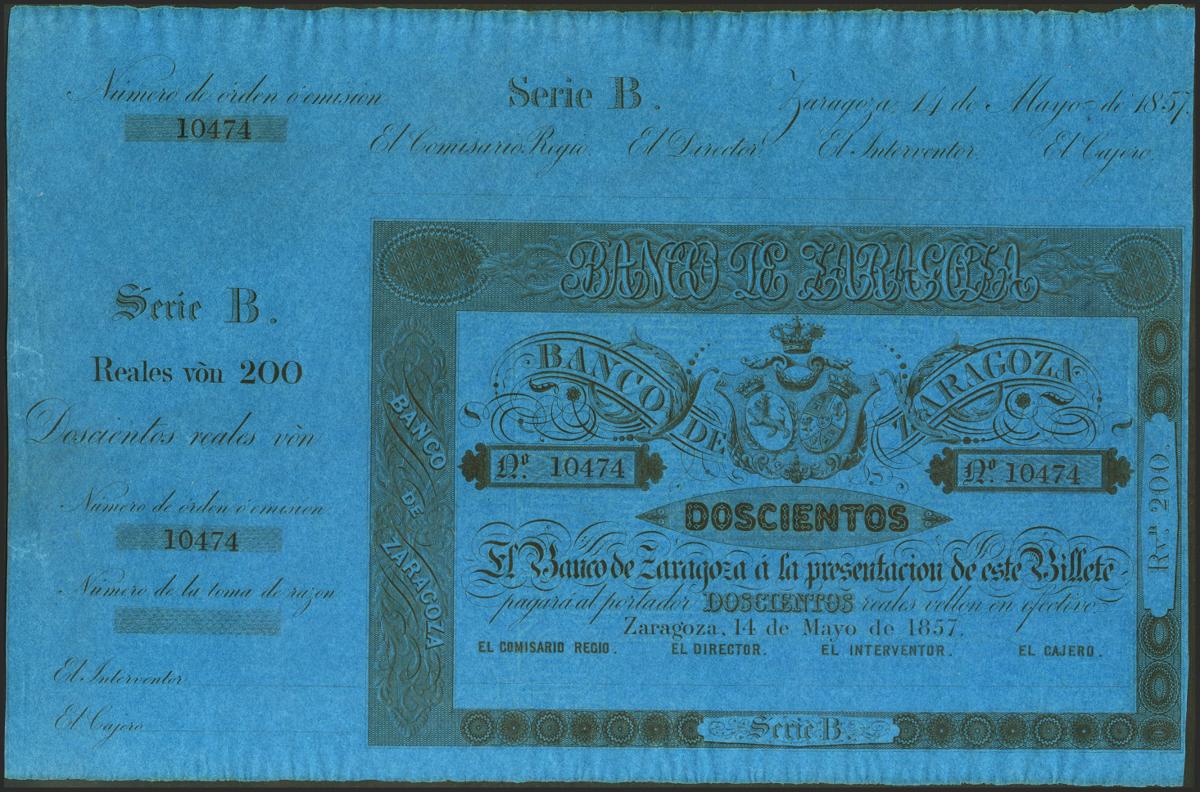 Número de órden ó emision
10474
Serie B.
Zaragoza 14 de Mayo de 1857.
El Comisario Regio. El Director. El Interventor. El Cajero.
Serie B.
Reales vòn 200
Doscientos reales vòn
Número de órden ó emision
10474
Número de la toma de razon
El Interventor
El Cajero
BANCO DE ZARAGOZA
BANCO DE ZARAGOZA
BANCO DE ZARAGOZA
Nº. 10474
Nº. 10474
DOSCIENTOS
El Banco de Zaragoza á la presentacion de este Billete
pagará al portador DOSCIENTOS reales vellon en efectivo.
Zaragoza, 14 de Mayo de 1857.
EL COMISARIO REGIO. EL DIRECTOR. EL INTERVENTOR. EL CAJERO.
Rv.n 200.
Serie B.